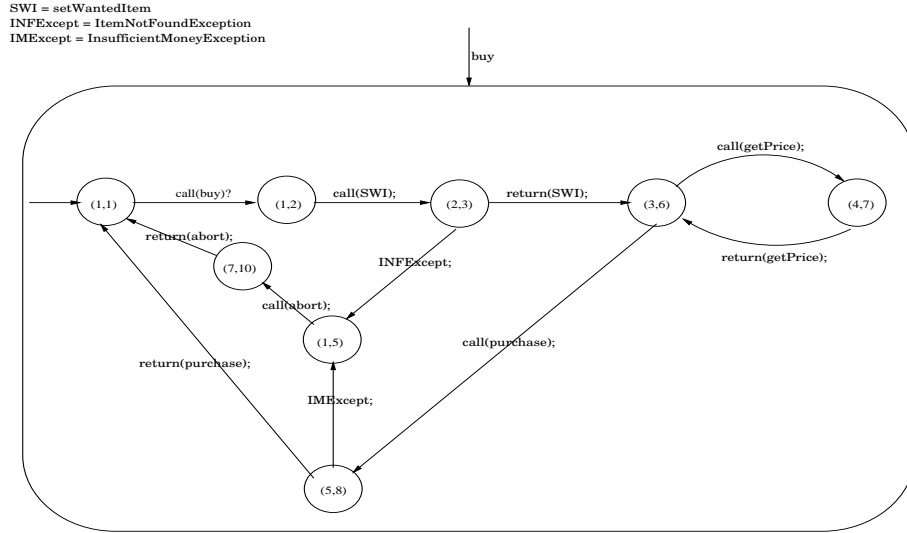 SWI = setWantedItem
INFExcept = ItemNotFoundException
IMExcept = InsufficientMoneyException
buy
call(getPrice);
call(buy)?
call(SWI);
return(SWI);
(1,1)
(1,2)
(2,3)
(3,6)
(4,7)
return(abort);
return(getPrice);
INFExcept;
(7,10)
call(abort);
(1,5)
call(purchase);
return(purchase);
IMExcept;
(5,8)